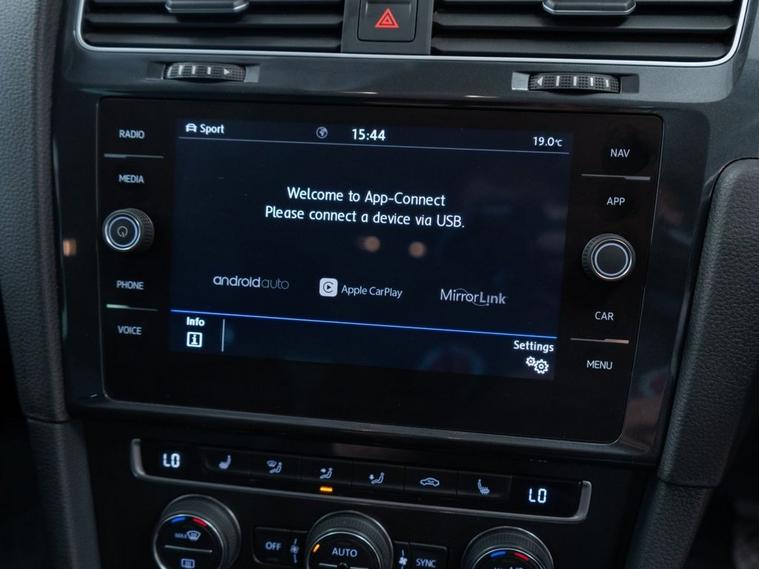 RADIO
MEDIA
PHONE
VOICE
Sport 15:44 19.0°C
Welcome to App-Connect
Please connect a device via USB.
androidauto Apple CarPlay MirrorLink
Info
Settings
NAV
APP
CAR
MENU
LO LO
MAX
OFF AUTO SYNC